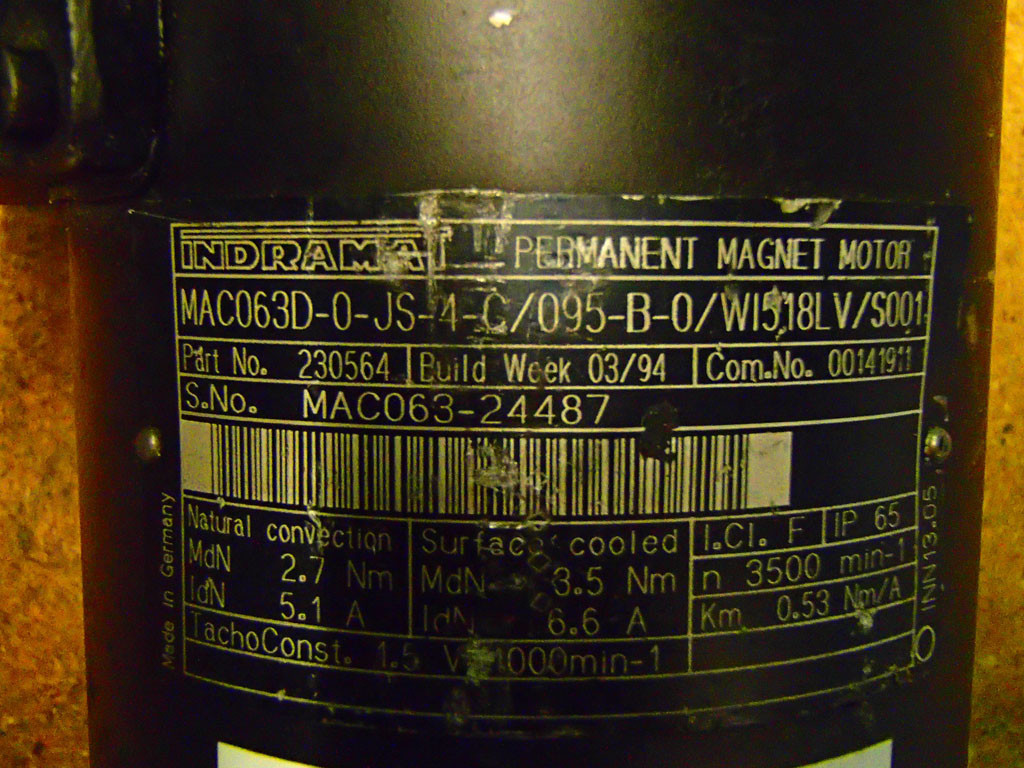 INDRAMAT PERMANENT MAGNET MOTOR
MAC063D-0-JS-4-C/095-B-0/WI518LV/S001
Part No. 230564 Build Week 03/94 Com.No. 00141911
S.No. MAC063-24487
Natural convection Surface cooled I.Cl. F IP 65
MdN 2.7 Nm MdN 3.5 Nm n 3500 min-1
IdN 5.1 A IdN 6.6 A Km 0.53 Nm/A
TachoConst. 1.5 V/1000min-1
Made in Germany
INN13.05